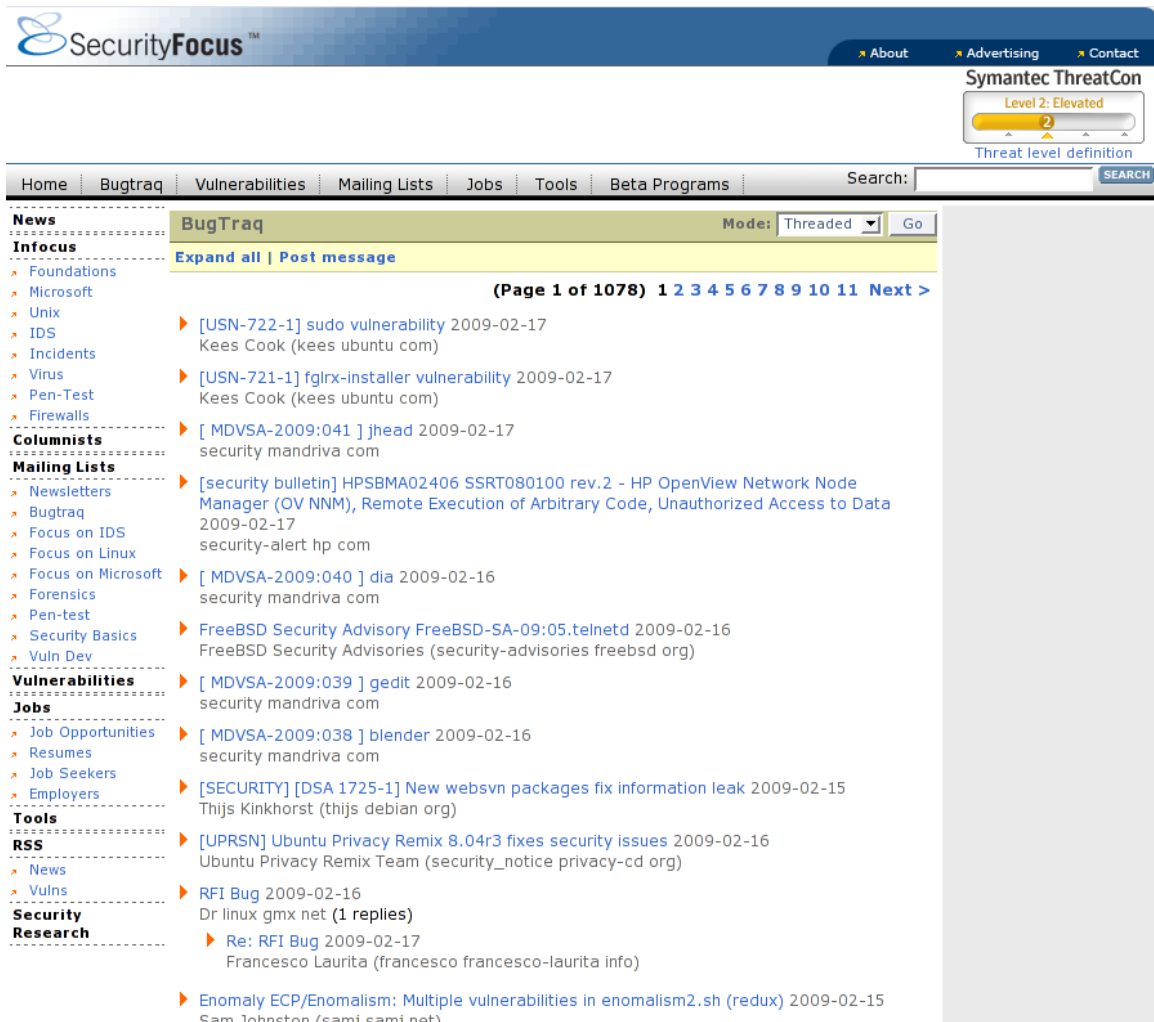 SecurityFocus ™
About Advertising Contact
Symantec ThreatCon
Level 2: Elevated
2
Threat level definition
Home Bugtraq Vulnerabilities Mailing Lists Jobs Tools Beta Programs Search: SEARCH
News
Infocus
Foundations
Microsoft
Unix
IDS
Incidents
Virus
Pen-Test
Firewalls
Columnists
Mailing Lists
Newsletters
Bugtraq
Focus on IDS
Focus on Linux
Focus on Microsoft
Forensics
Pen-test
Security Basics
Vuln Dev
Vulnerabilities
Jobs
Job Opportunities
Resumes
Job Seekers
Employers
Tools
RSS
News
Vulns
Security
Research
BugTraq Mode: Threaded Go
Expand all | Post message
(Page 1 of 1078) 1 2 3 4 5 6 7 8 9 10 11 Next >
[USN-722-1] sudo vulnerability 2009-02-17
Kees Cook (kees ubuntu com)
[USN-721-1] fglrx-installer vulnerability 2009-02-17
Kees Cook (kees ubuntu com)
[ MDVSA-2009:041 ] jhead 2009-02-17
security mandriva com
[security bulletin] HPSBMA02406 SSRT080100 rev.2 - HP OpenView Network Node
Manager (OV NNM), Remote Execution of Arbitrary Code, Unauthorized Access to Data
2009-02-17
security-alert hp com
[ MDVSA-2009:040 ] dia 2009-02-16
security mandriva com
FreeBSD Security Advisory FreeBSD-SA-09:05.telnetd 2009-02-16
FreeBSD Security Advisories (security-advisories freebsd org)
[ MDVSA-2009:039 ] gedit 2009-02-16
security mandriva com
[ MDVSA-2009:038 ] blender 2009-02-16
security mandriva com
[SECURITY] [DSA 1725-1] New websvn packages fix information leak 2009-02-15
Thijs Kinkhorst (thijs debian org)
[UPRSN] Ubuntu Privacy Remix 8.04r3 fixes security issues 2009-02-16
Ubuntu Privacy Remix Team (security_notice privacy-cd org)
RFI Bug 2009-02-16
Dr linux gmx net (1 replies)
Re: RFI Bug 2009-02-17
Francesco Laurita (francesco francesco-laurita info)
Enomaly ECP/Enomalism: Multiple vulnerabilities in enomalism2.sh (redux) 2009-02-15
Sam Johnston (samj samj net)